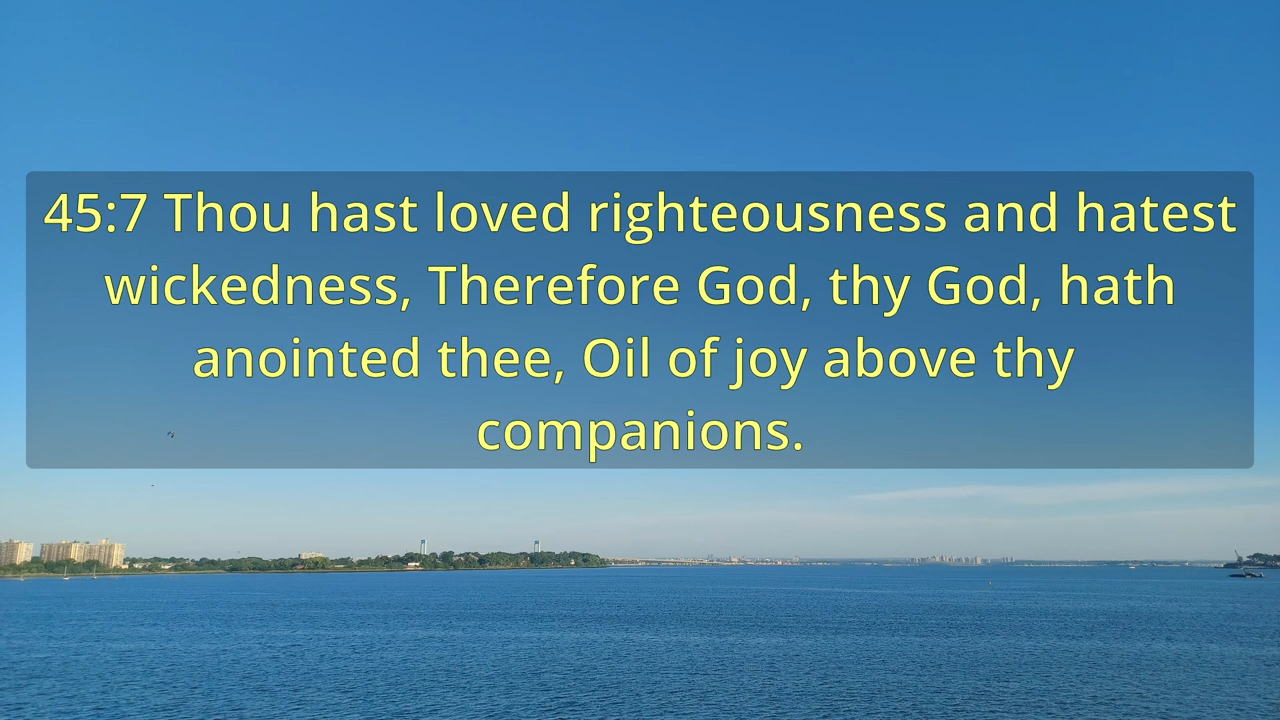 45:7 Thou hast loved righteousness and hatest
wickedness, Therefore God, thy God, hath
anointed thee, Oil of joy above thy
companions.